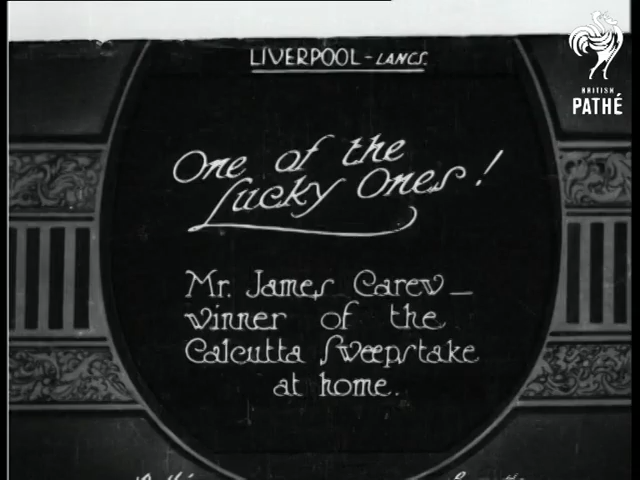 LIVERPOOL - LANCS.
BRITISH
PATHÉ
One of the
Lucky Ones!
Mr. James Carew —
winner of the
Calcutta Sweepstake
at home.